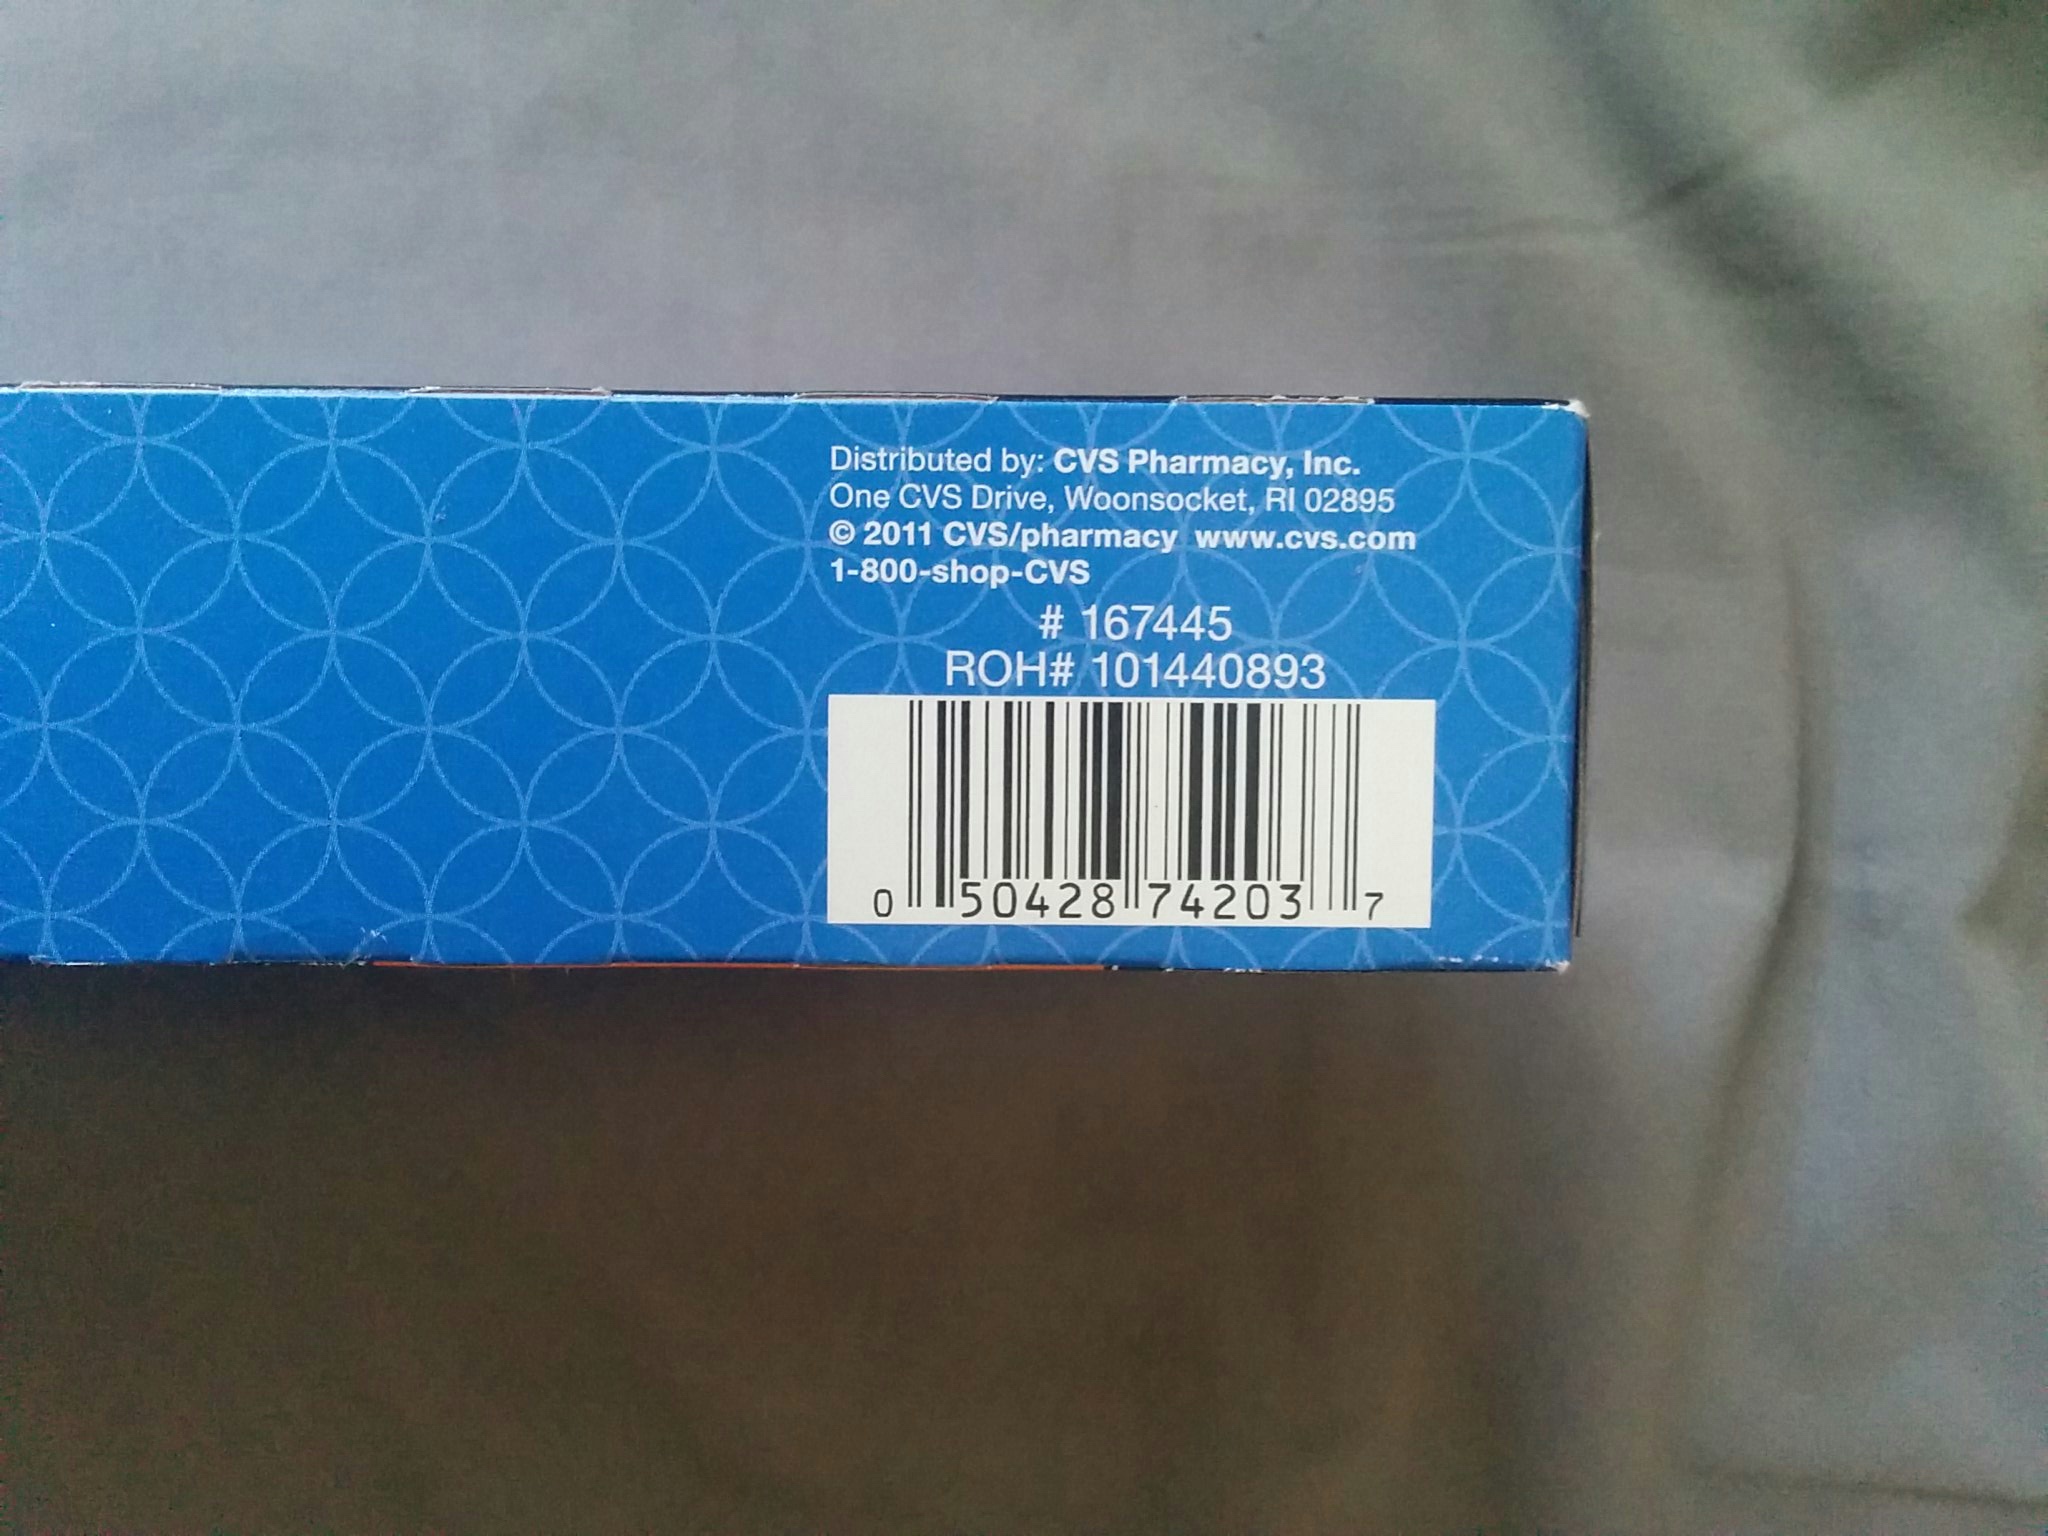 Distributed by: CVS Pharmacy, Inc.
One CVS Drive, Woonsocket, RI 02895
© 2011 CVS/pharmacy www.cvs.com
1-800-shop-CVS
# 167445
ROH# 101440893
0 50428 74203 7